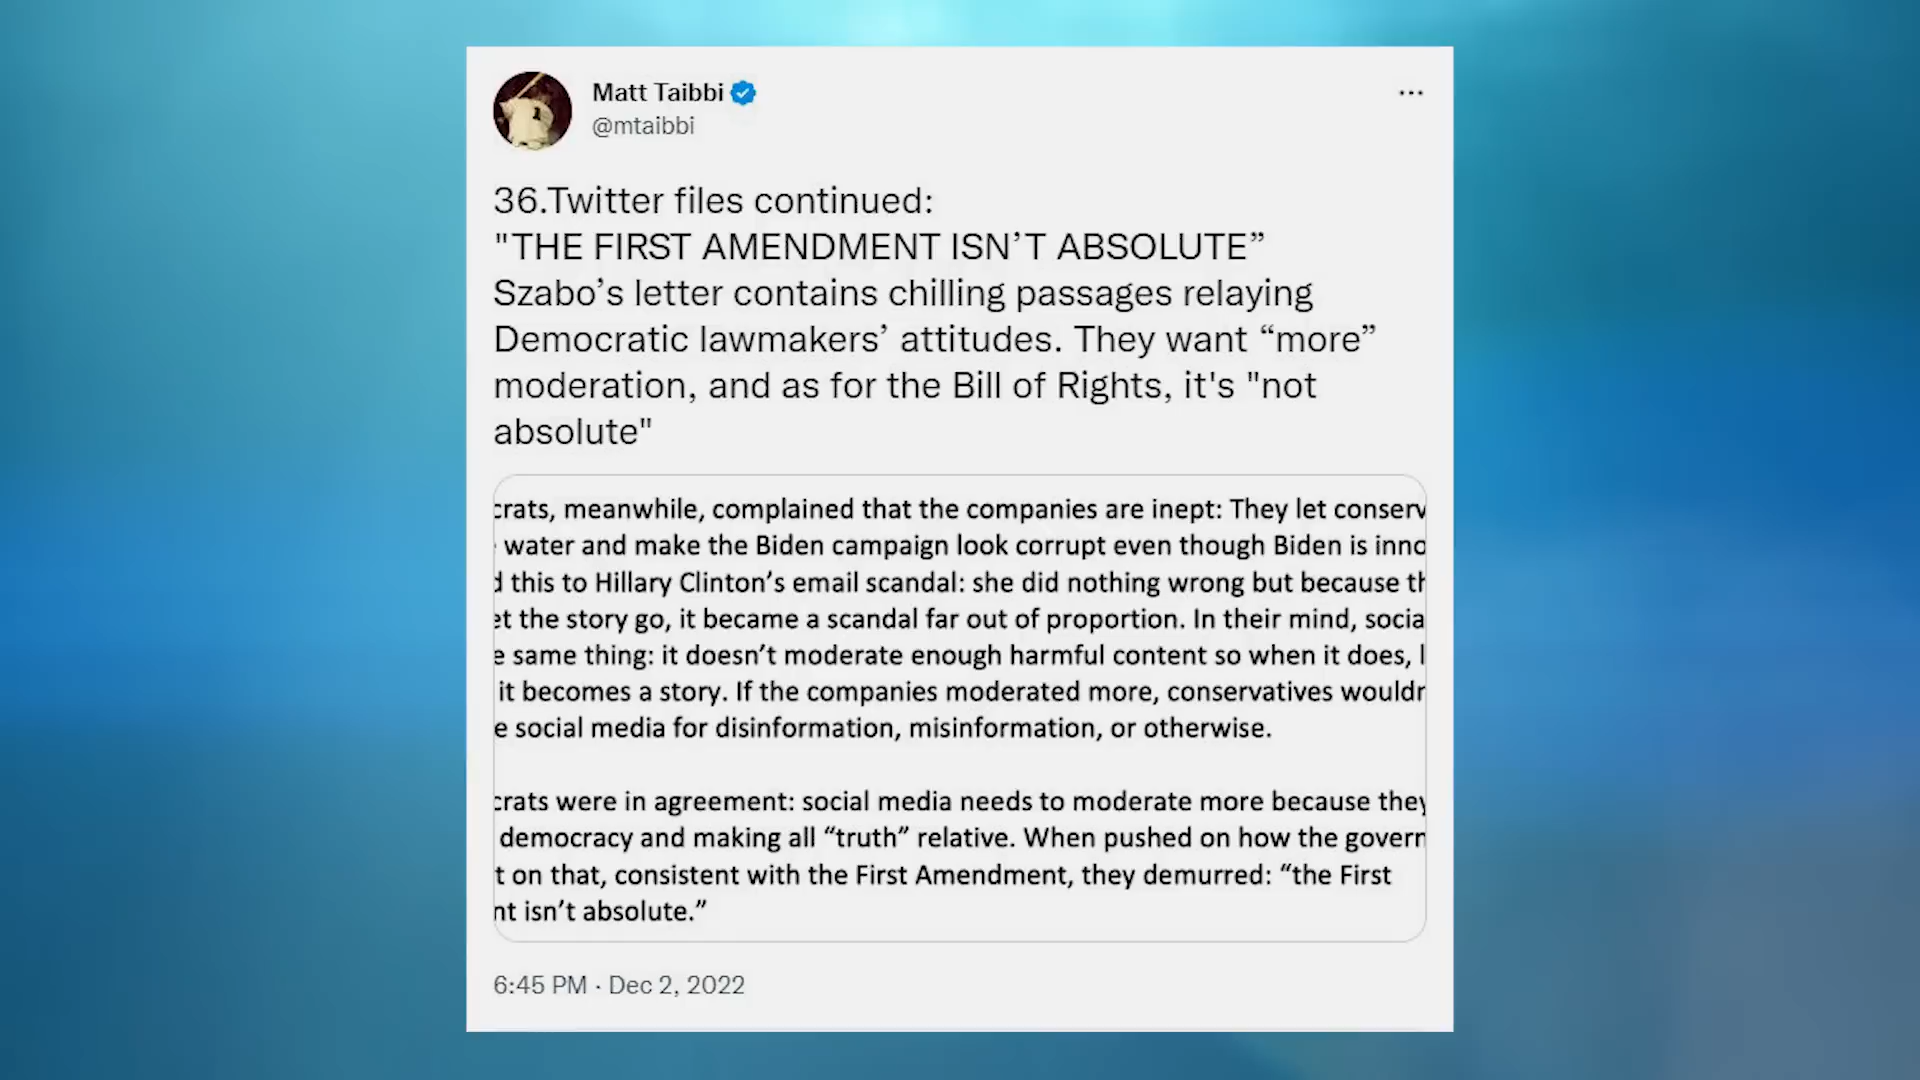 Matt Taibbi
@mtaibbi
36.Twitter files continued:
"THE FIRST AMENDMENT ISN’T ABSOLUTE”
Szabo’s letter contains chilling passages relaying
Democratic lawmakers’ attitudes. They want “more”
moderation, and as for the Bill of Rights, it's "not
absolute"
crats, meanwhile, complained that the companies are inept: They let conserv
water and make the Biden campaign look corrupt even though Biden is inno
d this to Hillary Clinton’s email scandal: she did nothing wrong but because th
et the story go, it became a scandal far out of proportion. In their mind, socia
e same thing: it doesn’t moderate enough harmful content so when it does, l
it becomes a story. If the companies moderated more, conservatives wouldn
e social media for disinformation, misinformation, or otherwise.
crats were in agreement: social media needs to moderate more because they
democracy and making all “truth” relative. When pushed on how the govern
t on that, consistent with the First Amendment, they demurred: “the First
nt isn’t absolute.”
6:45 PM · Dec 2, 2022